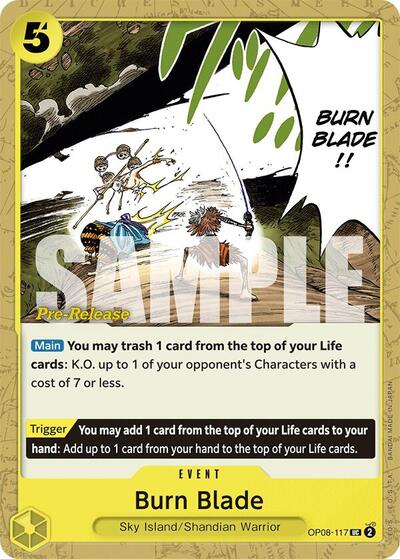 5
BURN
BLADE
!!
SAMPLE
Pre-Release
Main You may trash 1 card from the top of your Life
cards: K.O. up to 1 of your opponent's Characters with a
cost of 7 or less.
Trigger You may add 1 card from the top of your Life cards to your
hand: Add up to 1 card from your hand to the top of your Life cards.
EVENT
Burn Blade
Sky Island/Shandian Warrior
OP08-117 UC 2